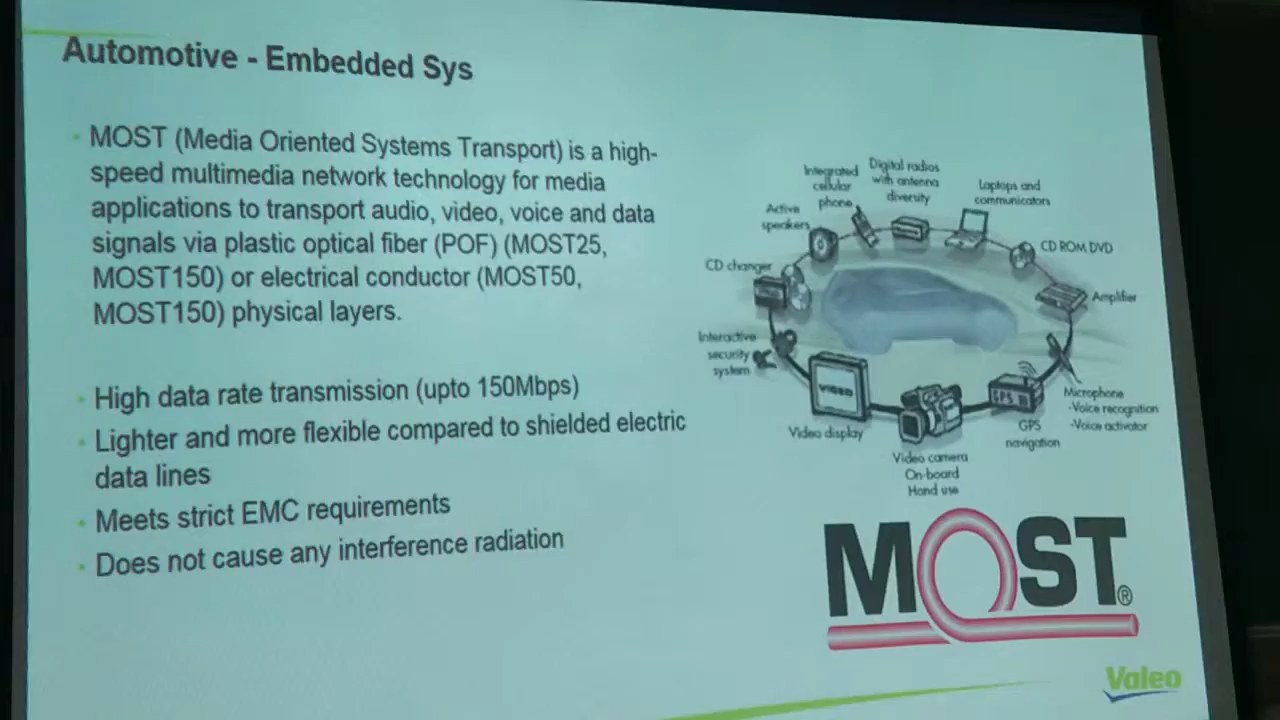 Automotive - Embedded Sys
MOST (Media Oriented Systems Transport) is a high-
speed multimedia network technology for media
applications to transport audio, video, voice and data
signals via plastic optical fiber (POF) (MOST25,
MOST150) or electrical conductor (MOST50,
MOST150) physical layers.
High data rate transmission (upto 150Mbps)
Lighter and more flexible compared to shielded electric
data lines
Meets strict EMC requirements
Does not cause any interference radiation
Integrated
cellular
phone
Digital radios
with antenna
diversity
Laptops and
communicators
Active
speakers
CD ROM DVD
CD changer
Amplifier
Interactive
security
system
VIDEO
GPS
Microphone
-Voice recognition
-Voice activator
Video display
GPS
navigation
Video camera
On-board
Hand use
MOST®
Valeo